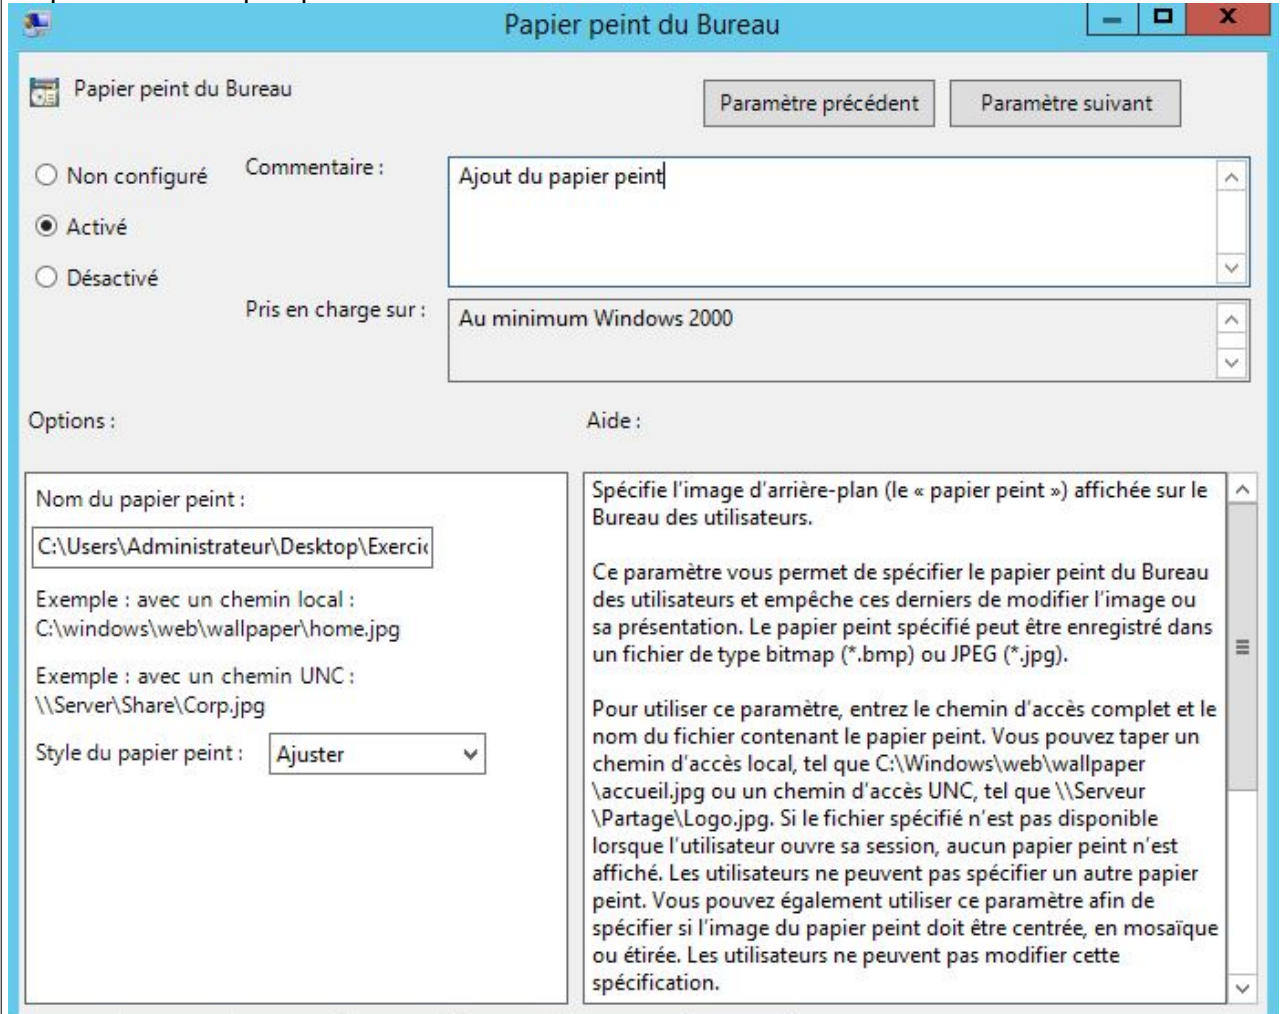 Papier peint du Bureau
X
Papier peint du Bureau
Paramètre précédent
Paramètre suivant
Non configuré
Commentaire :
Ajout du papier peint
Activé
Désactivé
Pris en charge sur :
Au minimum Windows 2000
Options :
Aide :
Nom du papier peint :
C:\Users\Administrateur\Desktop\Exercic
Exemple : avec un chemin local :
C:\windows\web\wallpaper\home.jpg
Exemple : avec un chemin UNC :
\\Server\Share\Corp.jpg
Style du papier peint :
Ajuster
Spécifie l'image d'arrière-plan (le « papier peint ») affichée sur le
Bureau des utilisateurs.
Ce paramètre vous permet de spécifier le papier peint du Bureau
des utilisateurs et empêche ces derniers de modifier l'image ou
sa présentation. Le papier peint spécifié peut être enregistré dans
un fichier de type bitmap (*.bmp) ou JPEG (*.jpg).
Pour utiliser ce paramètre, entrez le chemin d'accès complet et le
nom du fichier contenant le papier peint. Vous pouvez taper un
chemin d'accès local, tel que C:\Windows\web\wallpaper
\accueil.jpg ou un chemin d'accès UNC, tel que \\Serveur
\Partage\Logo.jpg. Si le fichier spécifié n'est pas disponible
lorsque l'utilisateur ouvre sa session, aucun papier peint n'est
affiché. Les utilisateurs ne peuvent pas spécifier un autre papier
peint. Vous pouvez également utiliser ce paramètre afin de
spécifier si l'image du papier peint doit être centrée, en mosaïque
ou étirée. Les utilisateurs ne peuvent pas modifier cette
spécification.